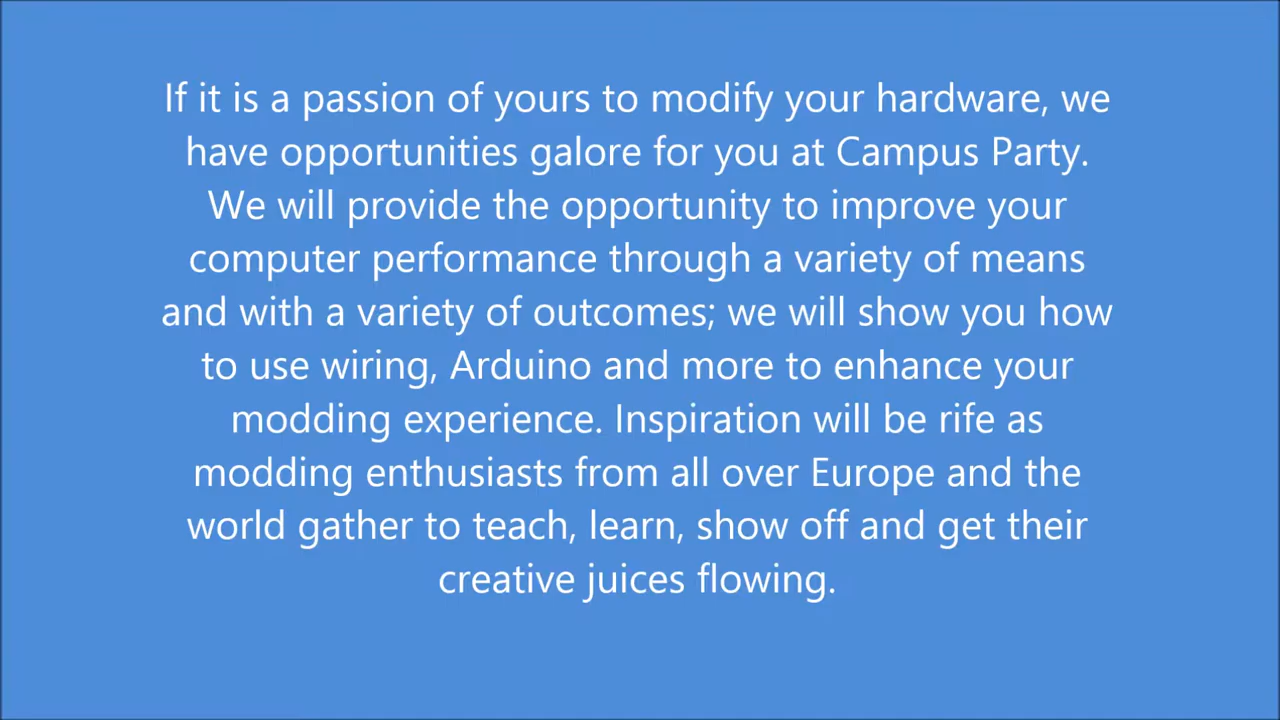 If it is a passion of yours to modify your hardware, we
have opportunities galore for you at Campus Party.
We will provide the opportunity to improve your
computer performance through a variety of means
and with a variety of outcomes; we will show you how
to use wiring, Arduino and more to enhance your
modding experience. Inspiration will be rife as
modding enthusiasts from all over Europe and the
world gather to teach, learn, show off and get their
creative juices flowing.